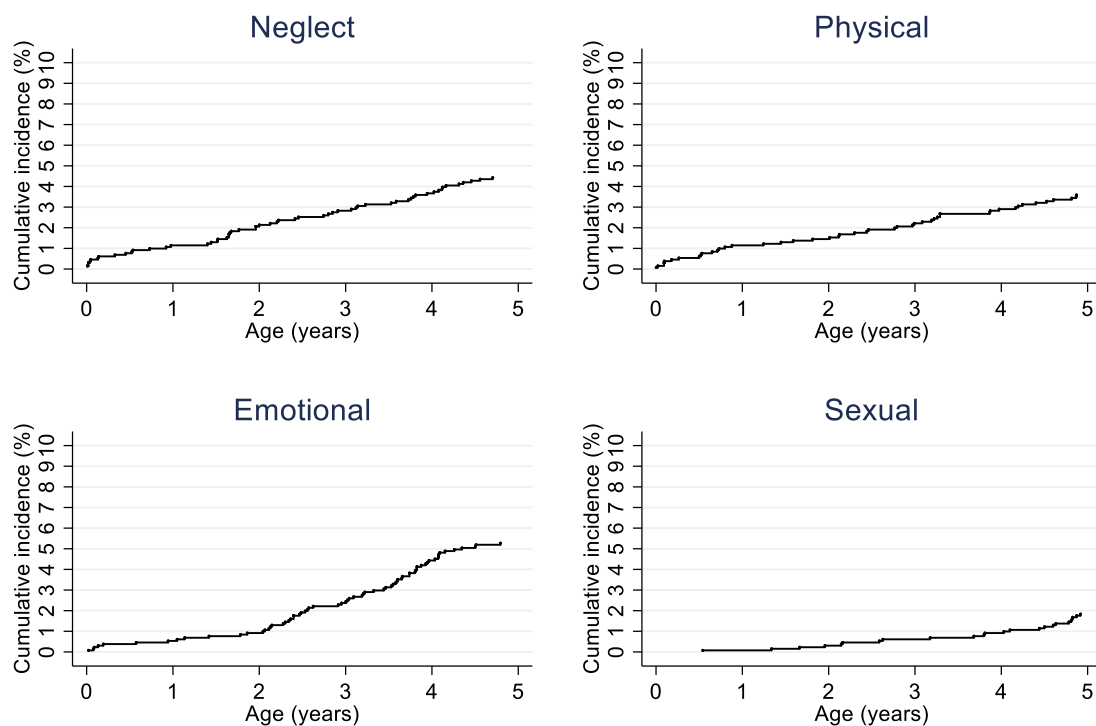 Neglect
Cumulative incidence (%)
0 1 2 3 4 5 6 7 8 9 10
0 1 2 3 4 5
Age (years)
Physical
Cumulative incidence (%)
0 1 2 3 4 5 6 7 8 9 10
0 1 2 3 4 5
Age (years)
Emotional
Cumulative incidence (%)
0 1 2 3 4 5 6 7 8 9 10
0 1 2 3 4 5
Age (years)
Sexual
Cumulative incidence (%)
0 1 2 3 4 5 6 7 8 9 10
0 1 2 3 4 5
Age (years)